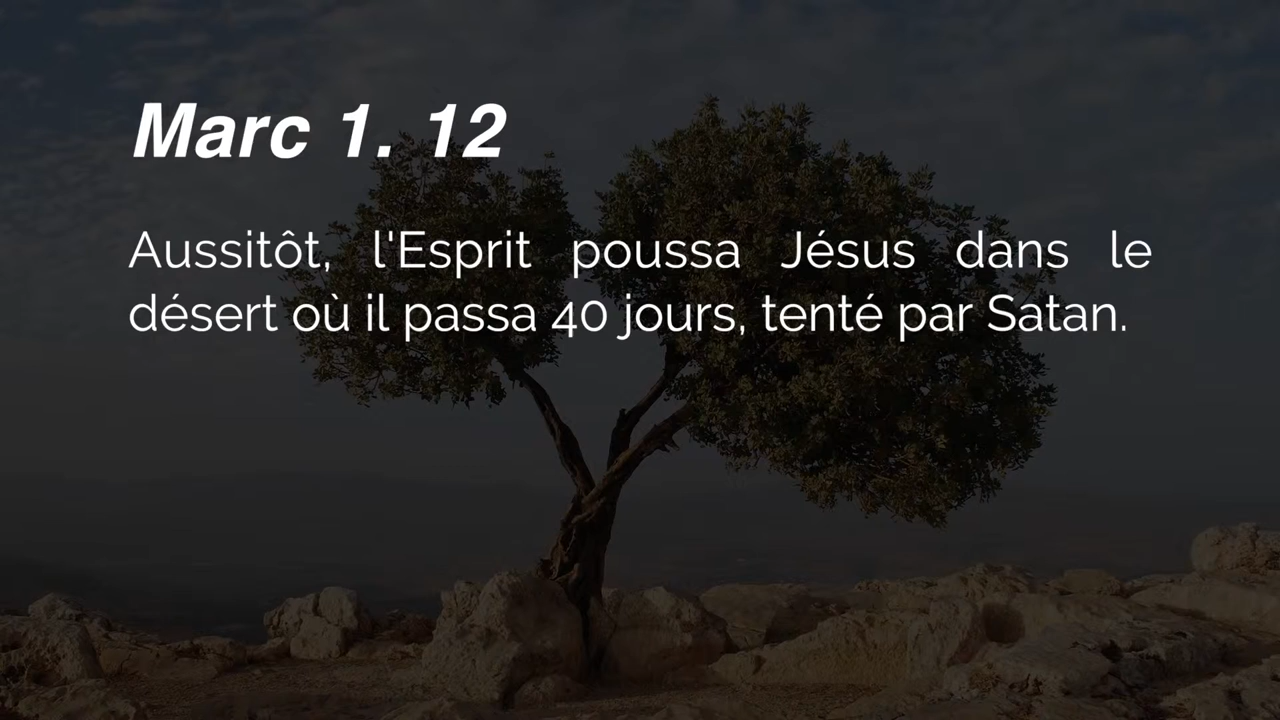 Marc 1. 12
Aussitôt, l'Esprit poussa Jésus dans le
désert où il passa 40 jours, tenté par Satan.